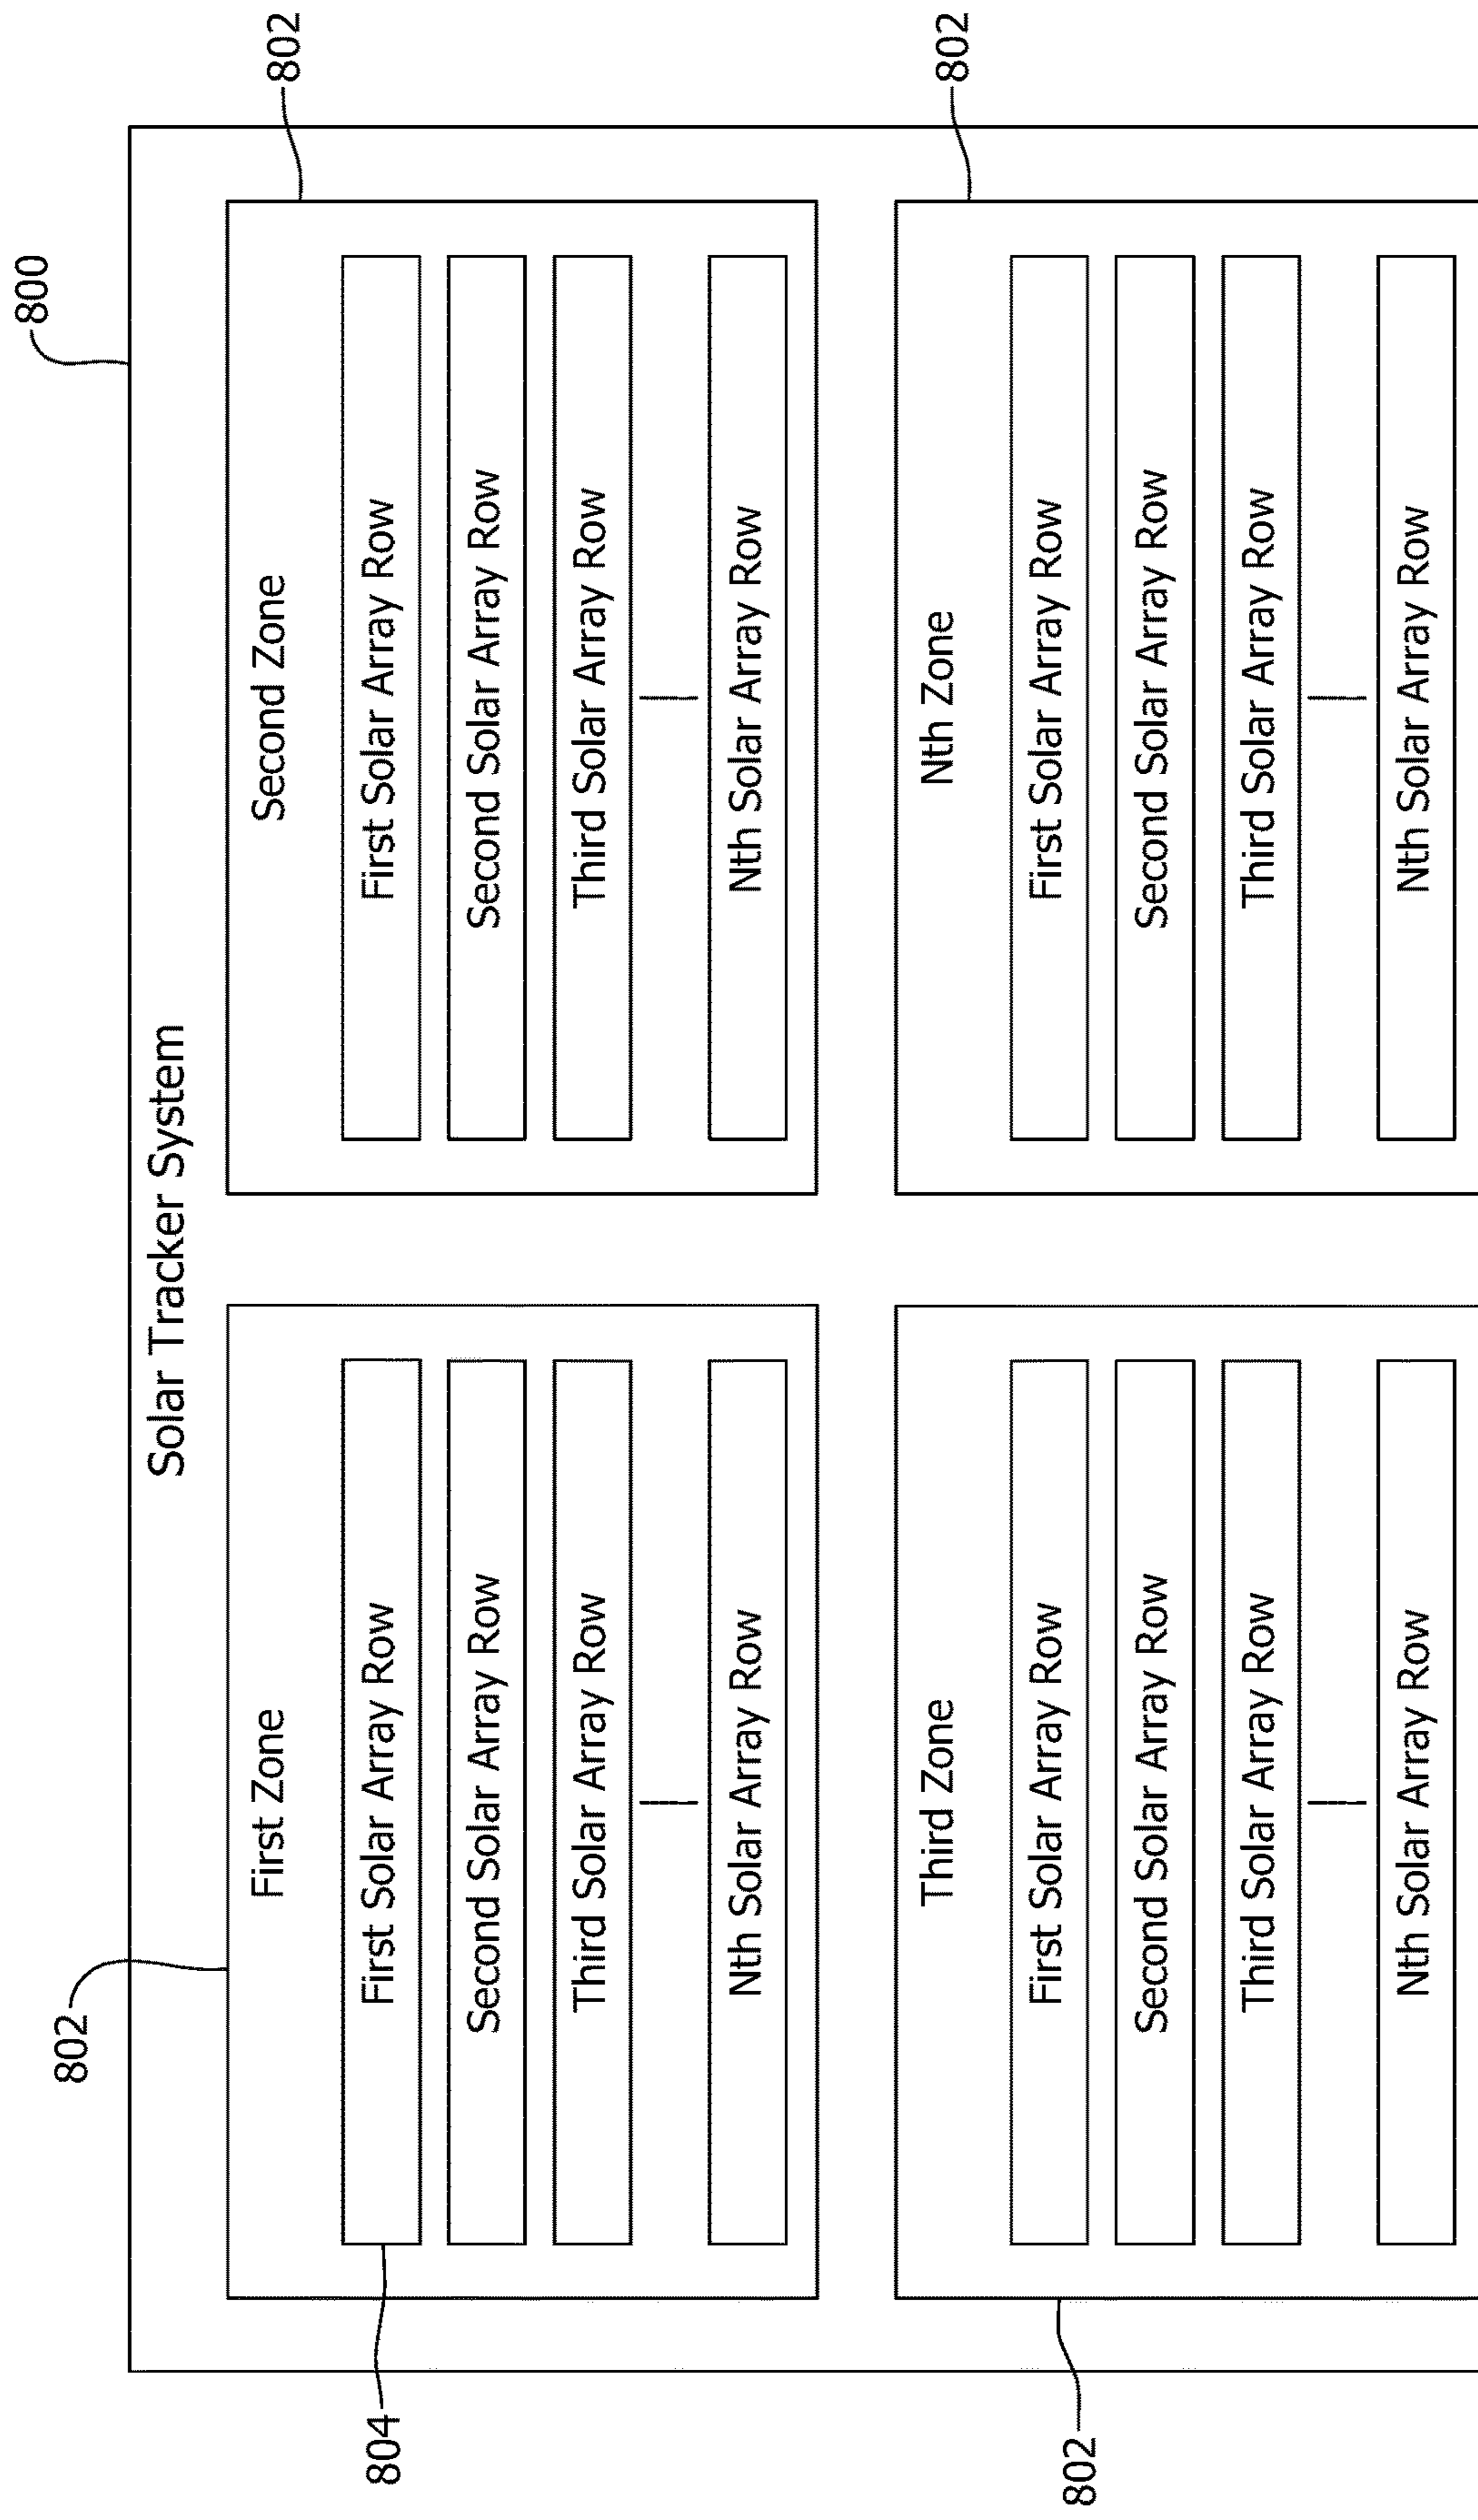 800
Solar Tracker System
802
802
First Zone
Second Zone
804
First Solar Array Row
First Solar Array Row
Second Solar Array Row
Second Solar Array Row
Third Solar Array Row
Third Solar Array Row
Nth Solar Array Row
Nth Solar Array Row
802
802
Third Zone
Nth Zone
First Solar Array Row
First Solar Array Row
Second Solar Array Row
Second Solar Array Row
Third Solar Array Row
Third Solar Array Row
Nth Solar Array Row
Nth Solar Array Row